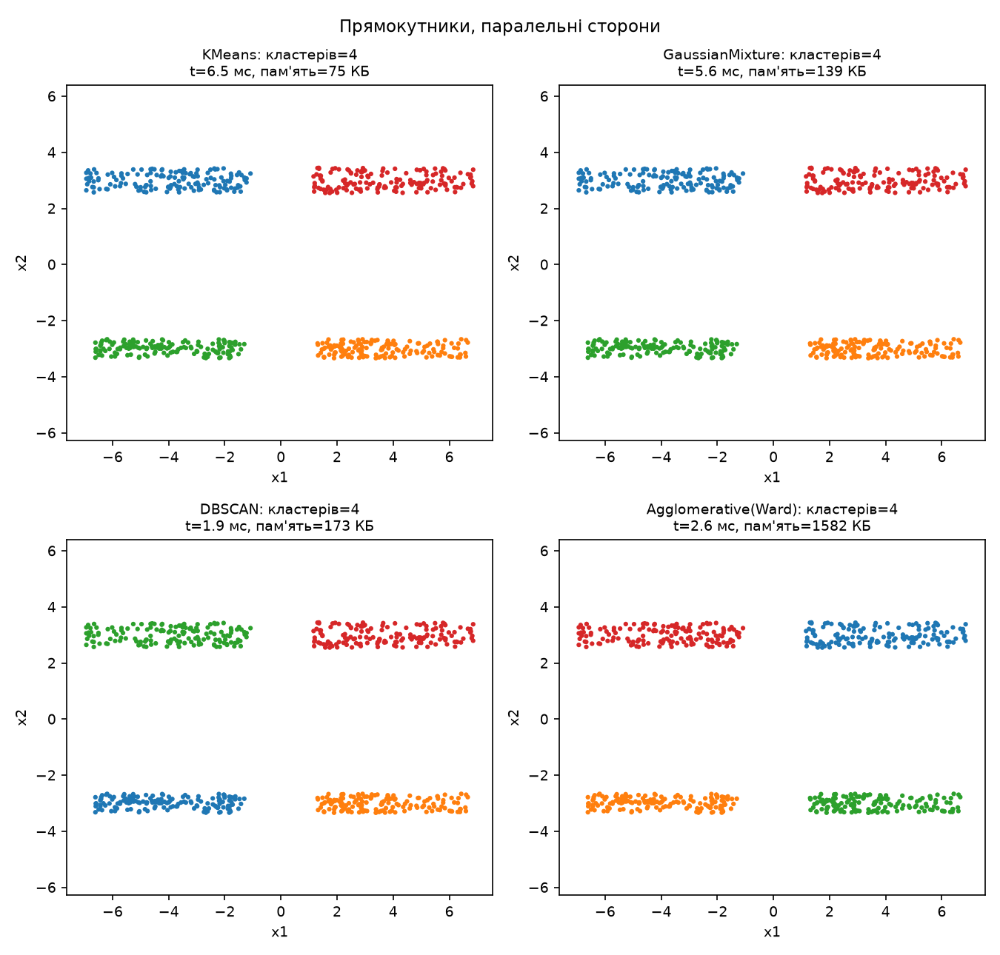 Прямокутники, паралельні сторони
KMeans: кластерів=4
t=6.5 мс, пам'ять=75 КБ
6
4
2
0
−2
−4
−6
x2
−6 −4 −2 0 2 4 6
x1
GaussianMixture: кластерів=4
t=5.6 мс, пам'ять=139 КБ
6
4
2
0
−2
−4
−6
x2
−6 −4 −2 0 2 4 6
x1
DBSCAN: кластерів=4
t=1.9 мс, пам'ять=173 КБ
6
4
2
0
−2
−4
−6
x2
−6 −4 −2 0 2 4 6
x1
Agglomerative(Ward): кластерів=4
t=2.6 мс, пам'ять=1582 КБ
6
4
2
0
−2
−4
−6
x2
−6 −4 −2 0 2 4 6
x1